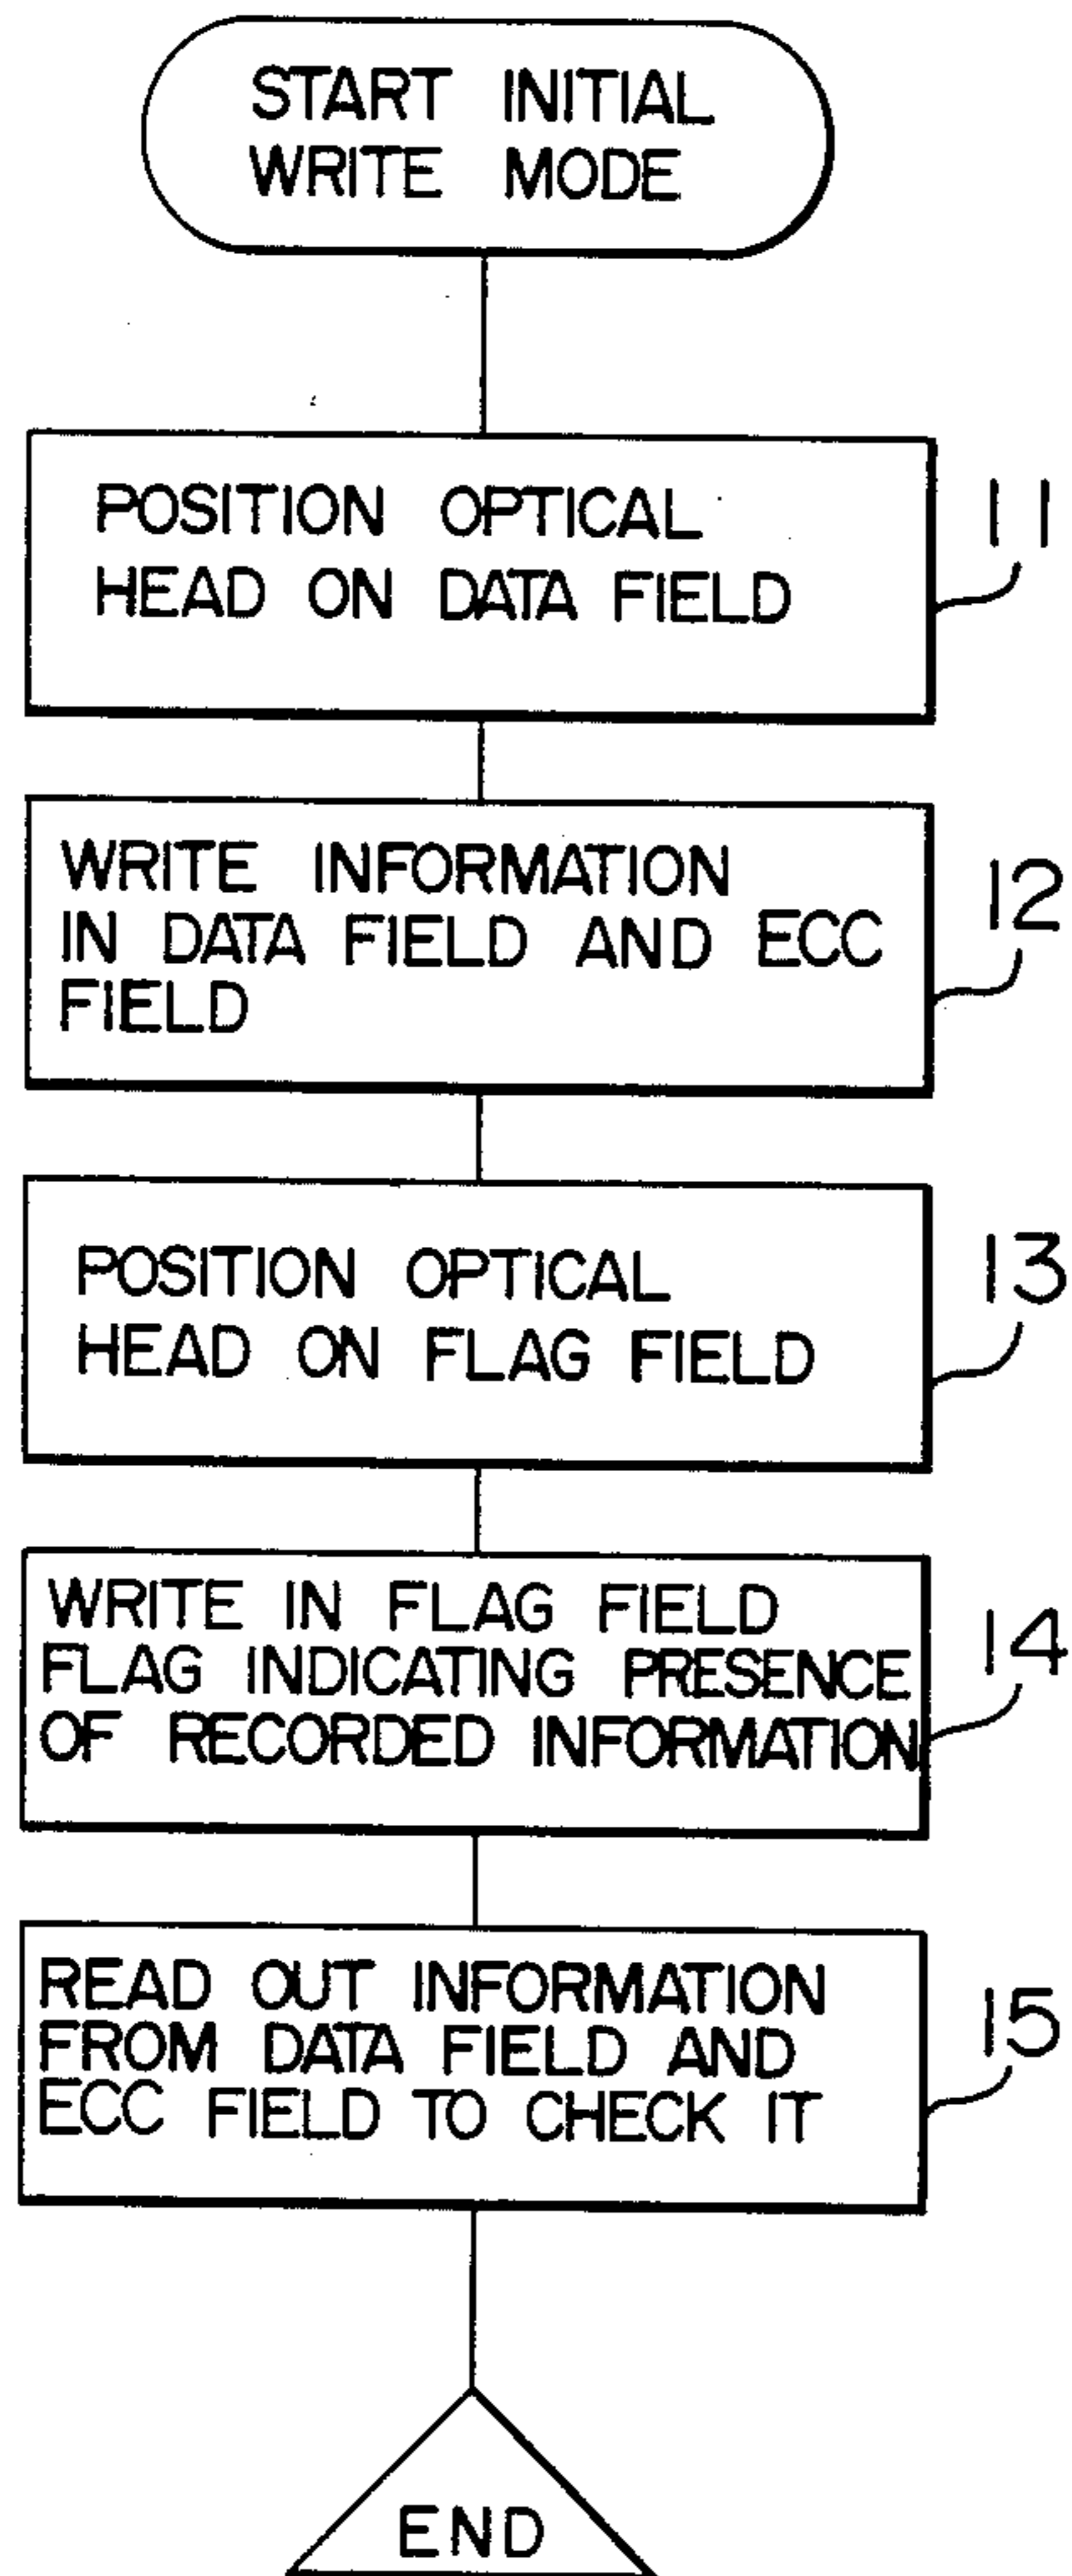 START INITIAL
WRITE MODE
POSITION OPTICAL
HEAD ON DATA FIELD
11
WRITE INFORMATION
IN DATA FIELD AND ECC
FIELD
12
POSITION OPTICAL
HEAD ON FLAG FIELD
13
WRITE IN FLAG FIELD
FLAG INDICATING PRESENCE
OF RECORDED INFORMATION
14
READ OUT INFORMATION
FROM DATA FIELD AND
ECC FIELD TO CHECK IT
15
END